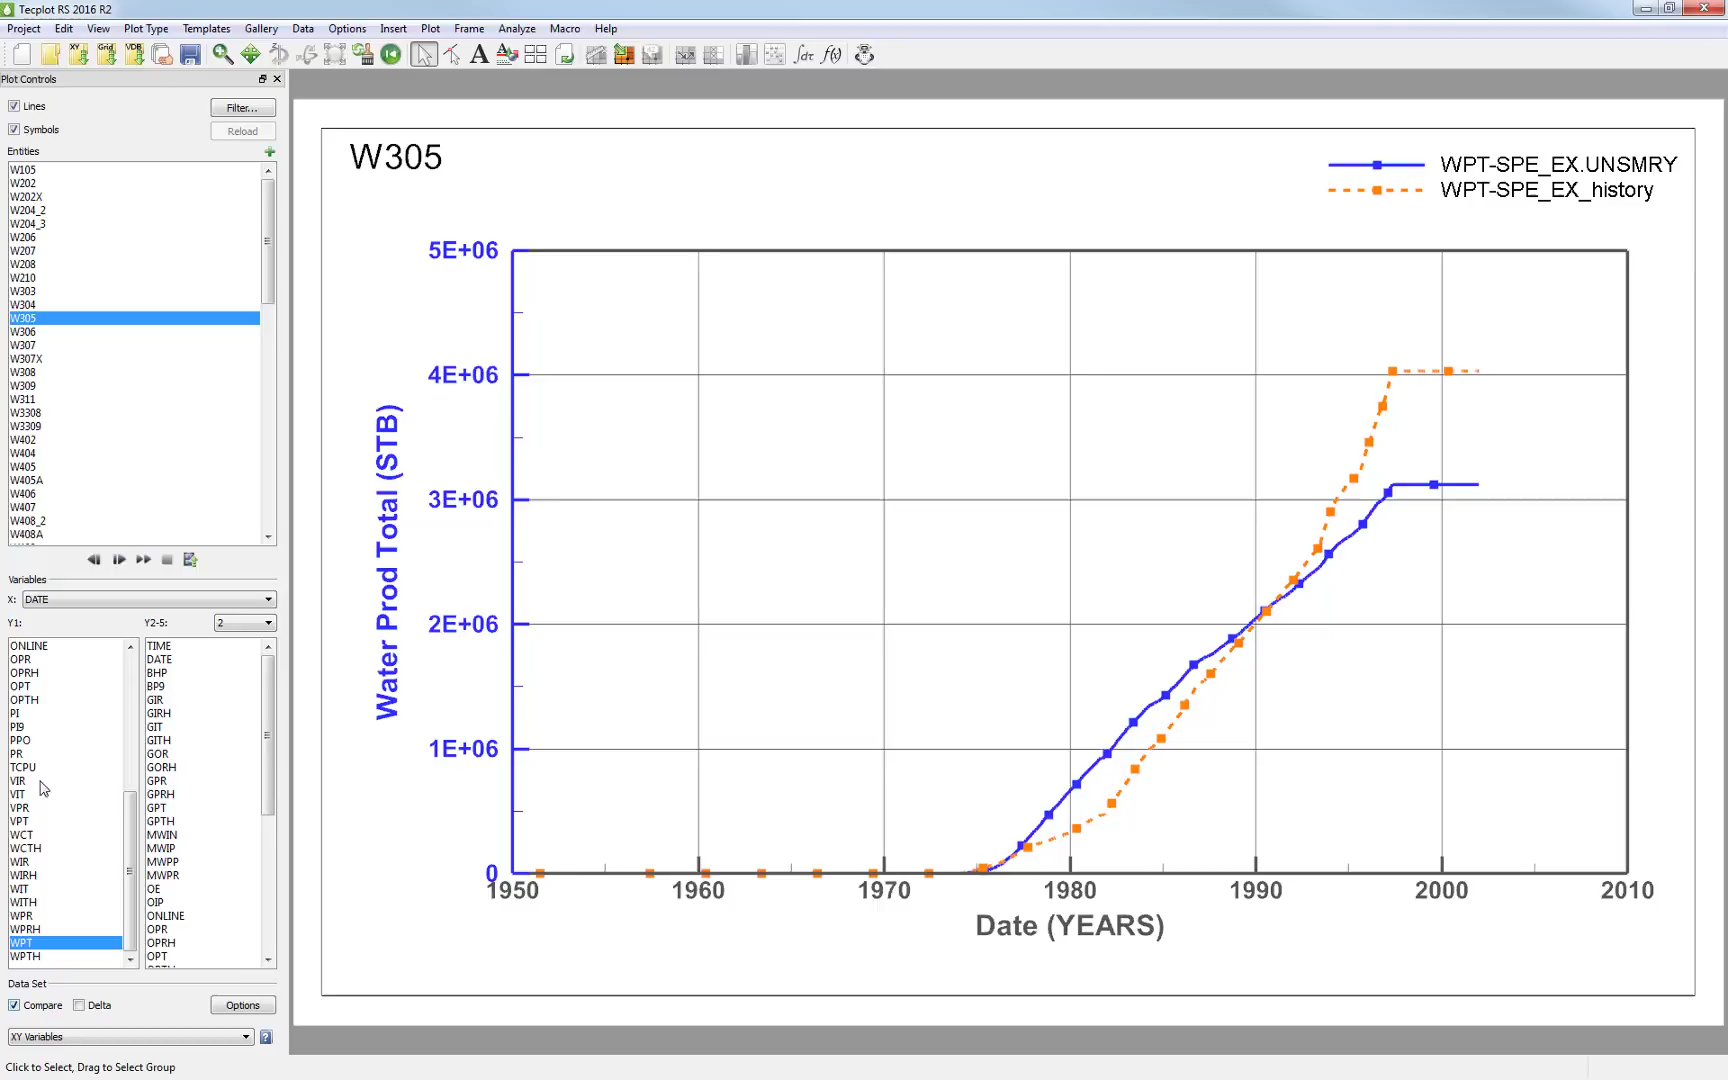 Tecplot RS 2016 R2
Project Edit View Plot Type Templates Gallery Data Options Insert Plot Frame Analyze Macro Help
XY Grid VDB A ∫dτ f(x)
Plot Controls
Lines Filter...
Symbols Reload
Entities
W105
W202
W202X
W204_2
W204_3
W206
W207
W208
W210
W303
W304
W305
W306
W307
W307X
W308
W309
W311
W3308
W3309
W402
W404
W405
W405A
W406
W407
W408_2
W408A
Variables
X: DATE
Y1: Y2-5: 2
ONLINE
OPR
OPRH
OPT
OPTH
PI
PI9
PPO
PR
TCPU
VIR
VIT
VPR
VPT
WCT
WCTH
WIR
WIRH
WIT
WITH
WPR
WPRH
WPT
WPTH
TIME
DATE
BHP
BP9
GIR
GIRH
GIT
GITH
GOR
GORH
GPR
GPRH
GPT
GPTH
MWIN
MWIP
MWPP
MWPR
OE
OIP
ONLINE
OPR
OPRH
OPT
Data Set
Compare Delta Options
XY Variables ?
Click to Select, Drag to Select Group
W305
WPT-SPE_EX.UNSMRY
WPT-SPE_EX_history
5E+06
4E+06
3E+06
2E+06
1E+06
0
Water Prod Total (STB)
1950 1960 1970 1980 1990 2000 2010
Date (YEARS)